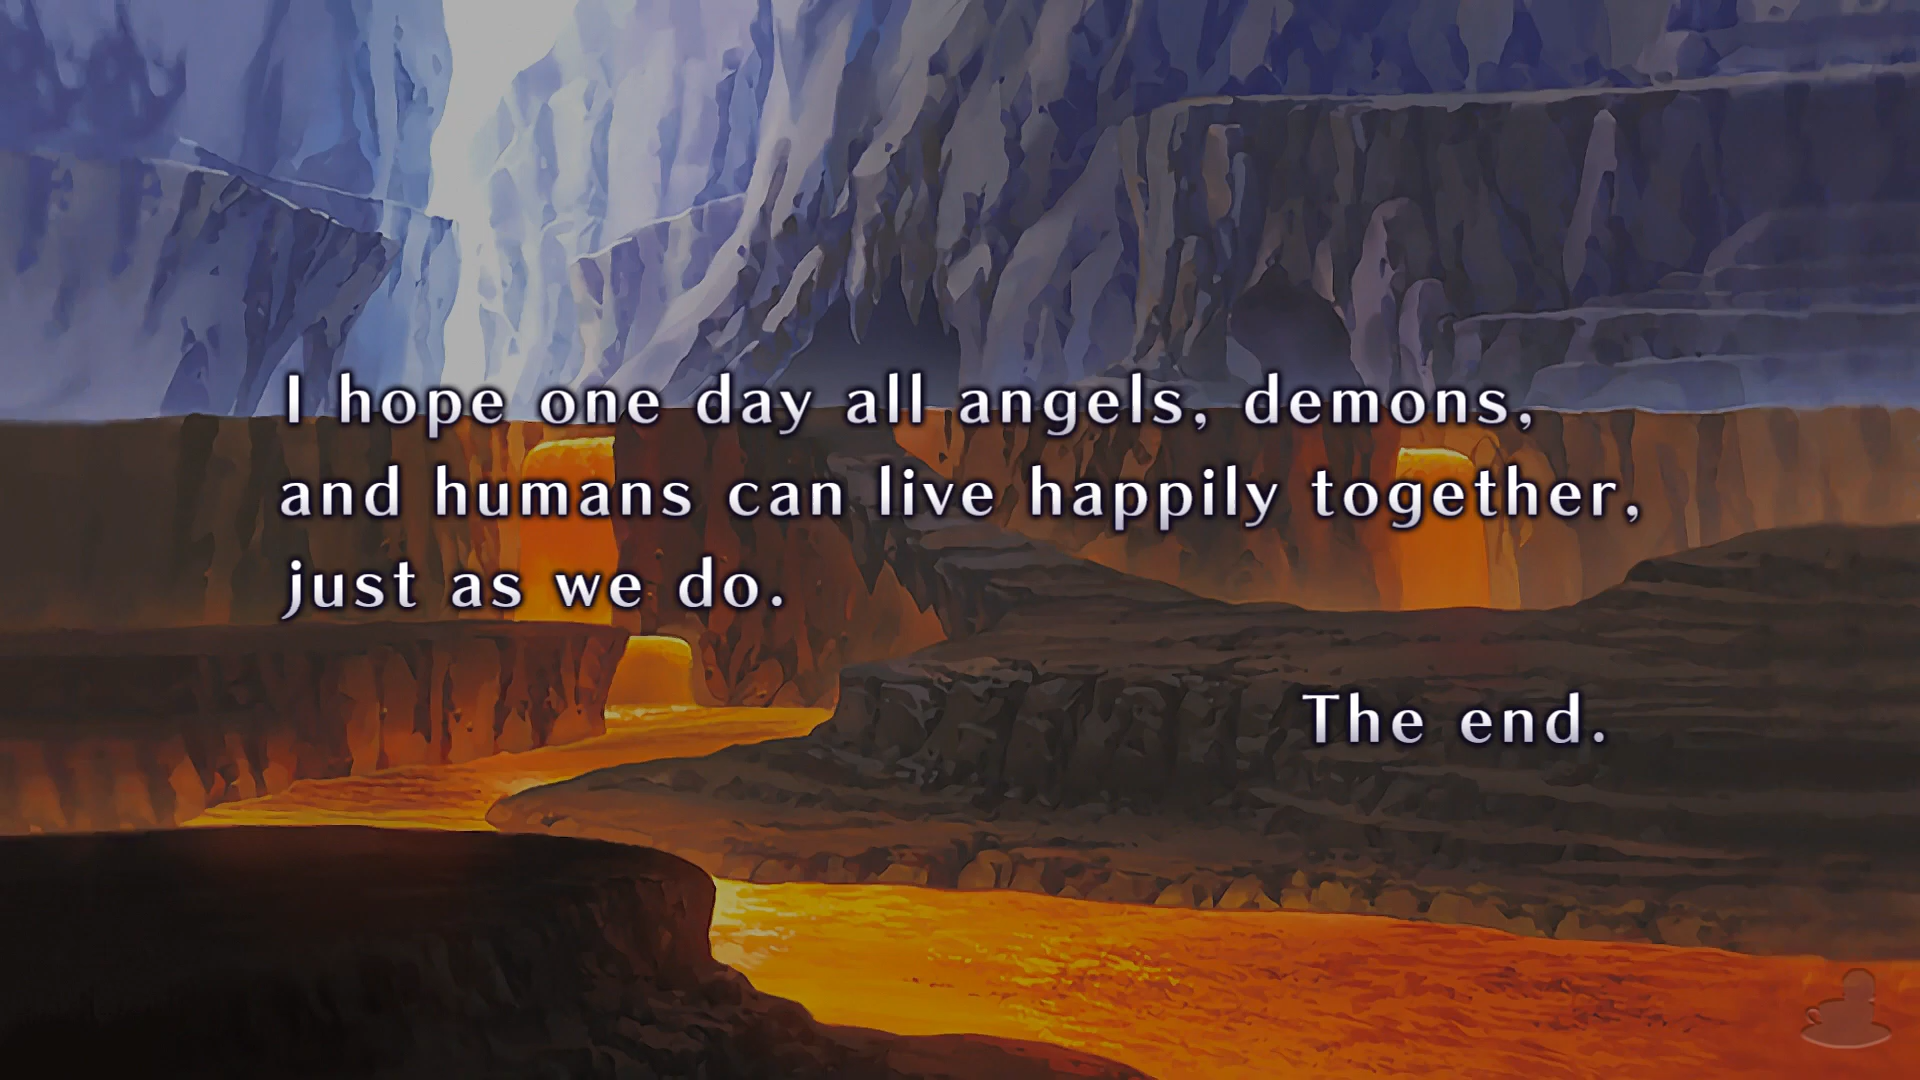 I hope one day all angels, demons,
and humans can live happily together,
just as we do.
The end.